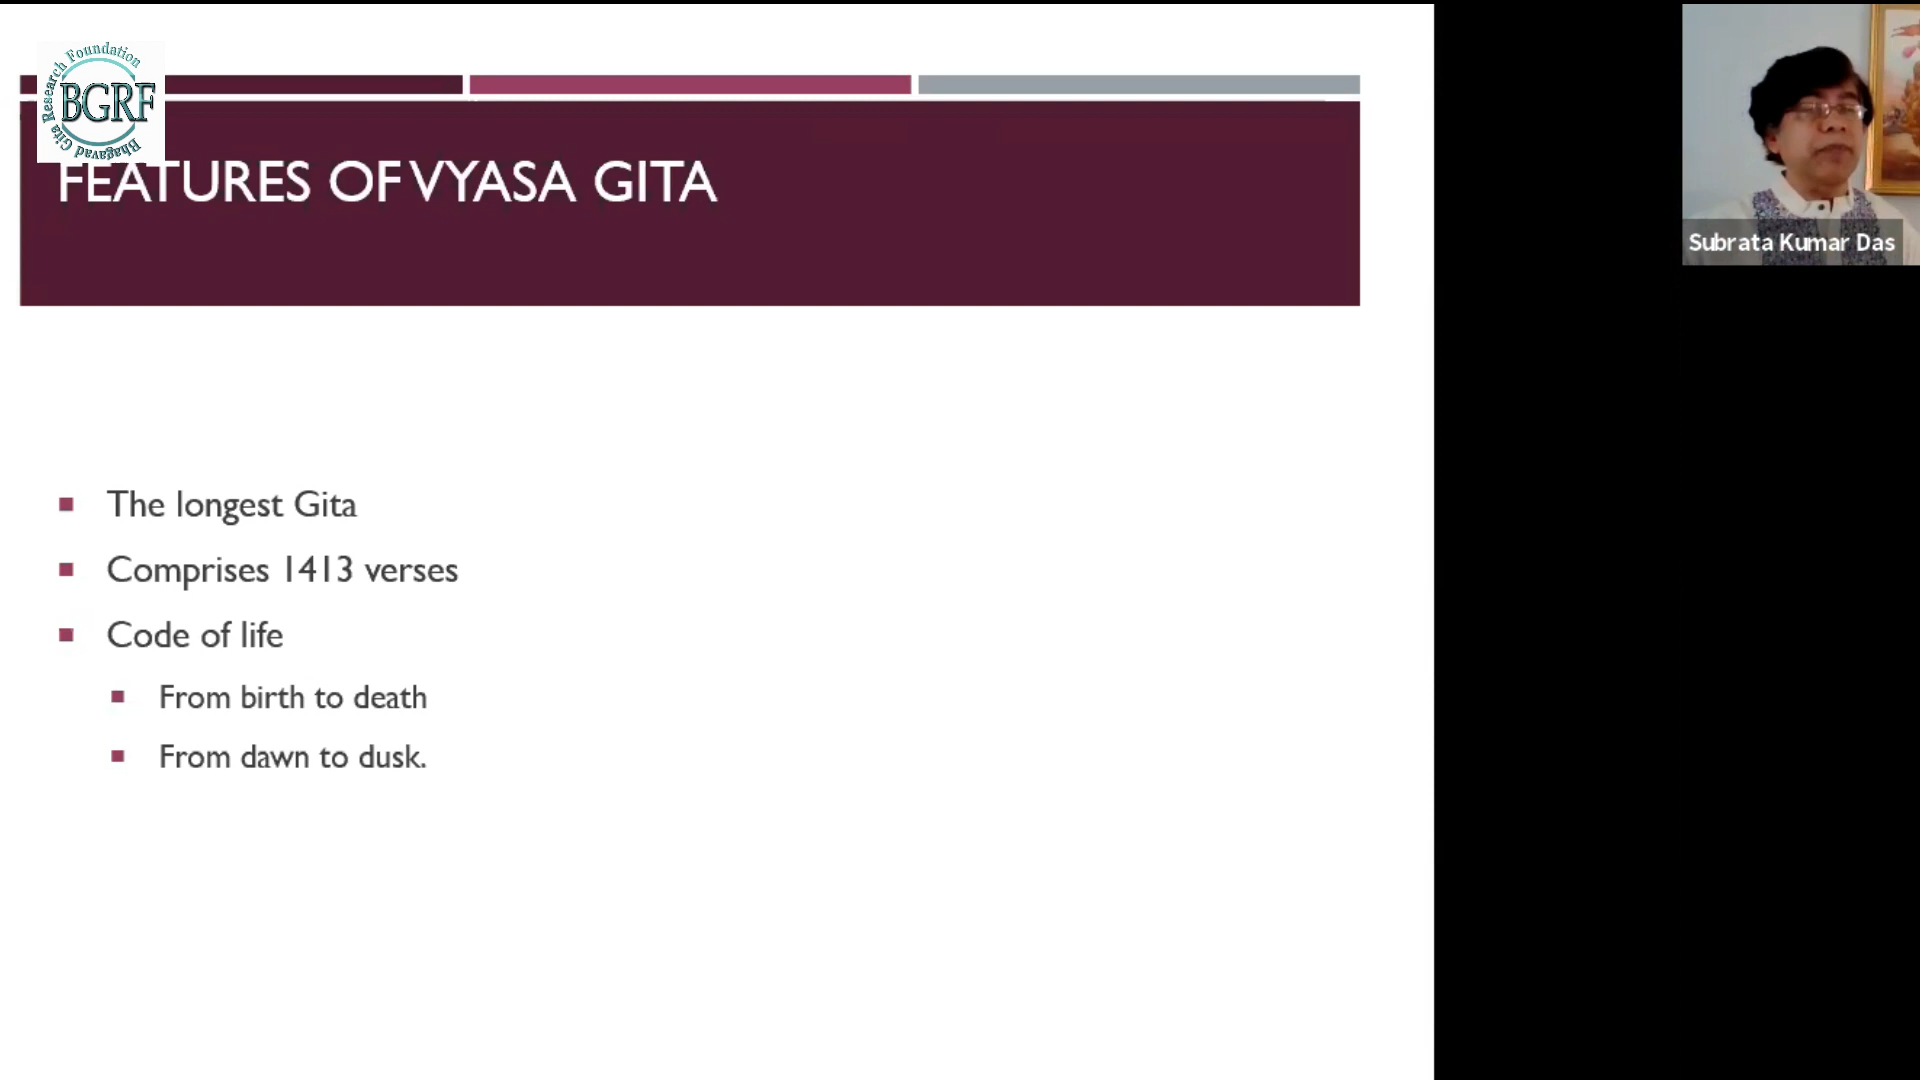 Bhagavad Gita Research Foundation
BGRF
FEATURES OF VYASA GITA
The longest Gita
Comprises 1413 verses
Code of life
From birth to death
From dawn to dusk.
Subrata Kumar Das